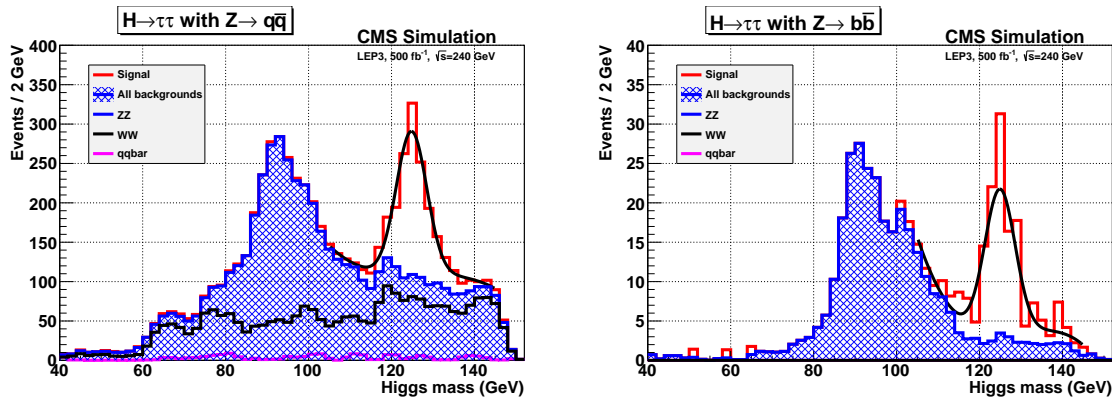 H→ττ with Z→ qq̅
CMS Simulation
LEP3, 500 fb⁻¹, √s=240 GeV
Events / 2 GeV
400
350
300
250
200
150
100
50
0
Signal
All backgrounds
ZZ
WW
qqbar
40 60 80 100 120 140
Higgs mass (GeV)
H→ττ with Z→ bb̅
CMS Simulation
LEP3, 500 fb⁻¹, √s=240 GeV
Events / 2 GeV
40
35
30
25
20
15
10
5
0
Signal
All backgrounds
ZZ
WW
qqbar
40 60 80 100 120 140
Higgs mass (GeV)